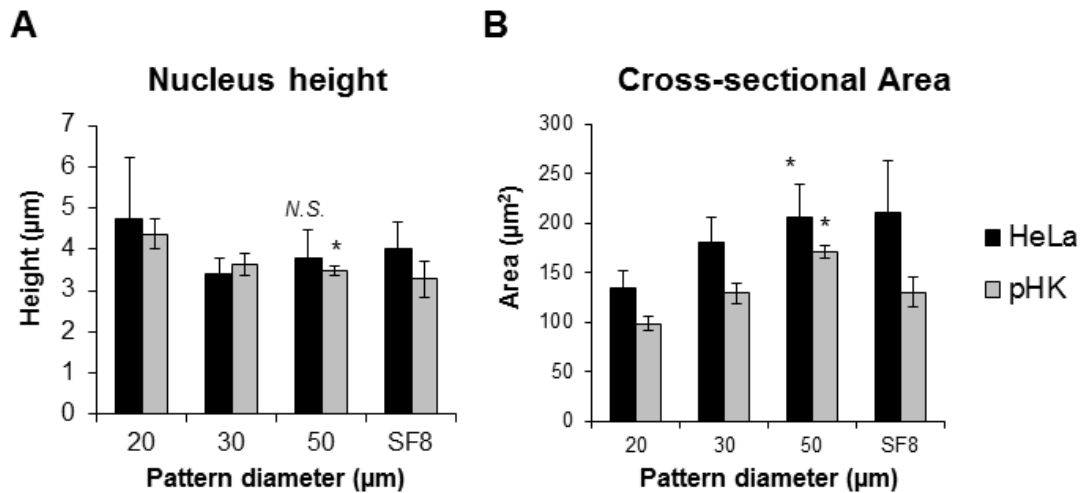 A
Nucleus height
7
6
5
4
3
2
1
0
Height (µm)
N.S.
*
20 30 50 SF8
Pattern diameter (µm)
B
Cross-sectional Area
300
250
200
150
100
50
0
Area (µm²)
*
*
20 30 50 SF8
Pattern diameter (µm)
HeLa
pHK